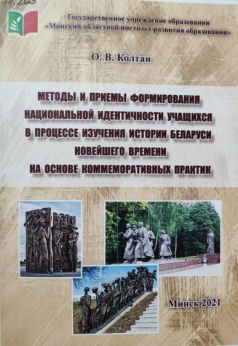 Государственное учреждение образования
«Минский областной институт развития образования»
О. В. Колтан
МЕТОДЫ И ПРИЕМЫ ФОРМИРОВАНИЯ
НАЦИОНАЛЬНОЙ ИДЕНТИЧНОСТИ УЧАЩИХСЯ
В ПРОЦЕССЕ ИЗУЧЕНИЯ ИСТОРИИ БЕЛАРУСИ
НОВЕЙШЕГО ВРЕМЕНИ
НА ОСНОВЕ КОММЕМОРАТИВНЫХ ПРАКТИК
Минск 2021